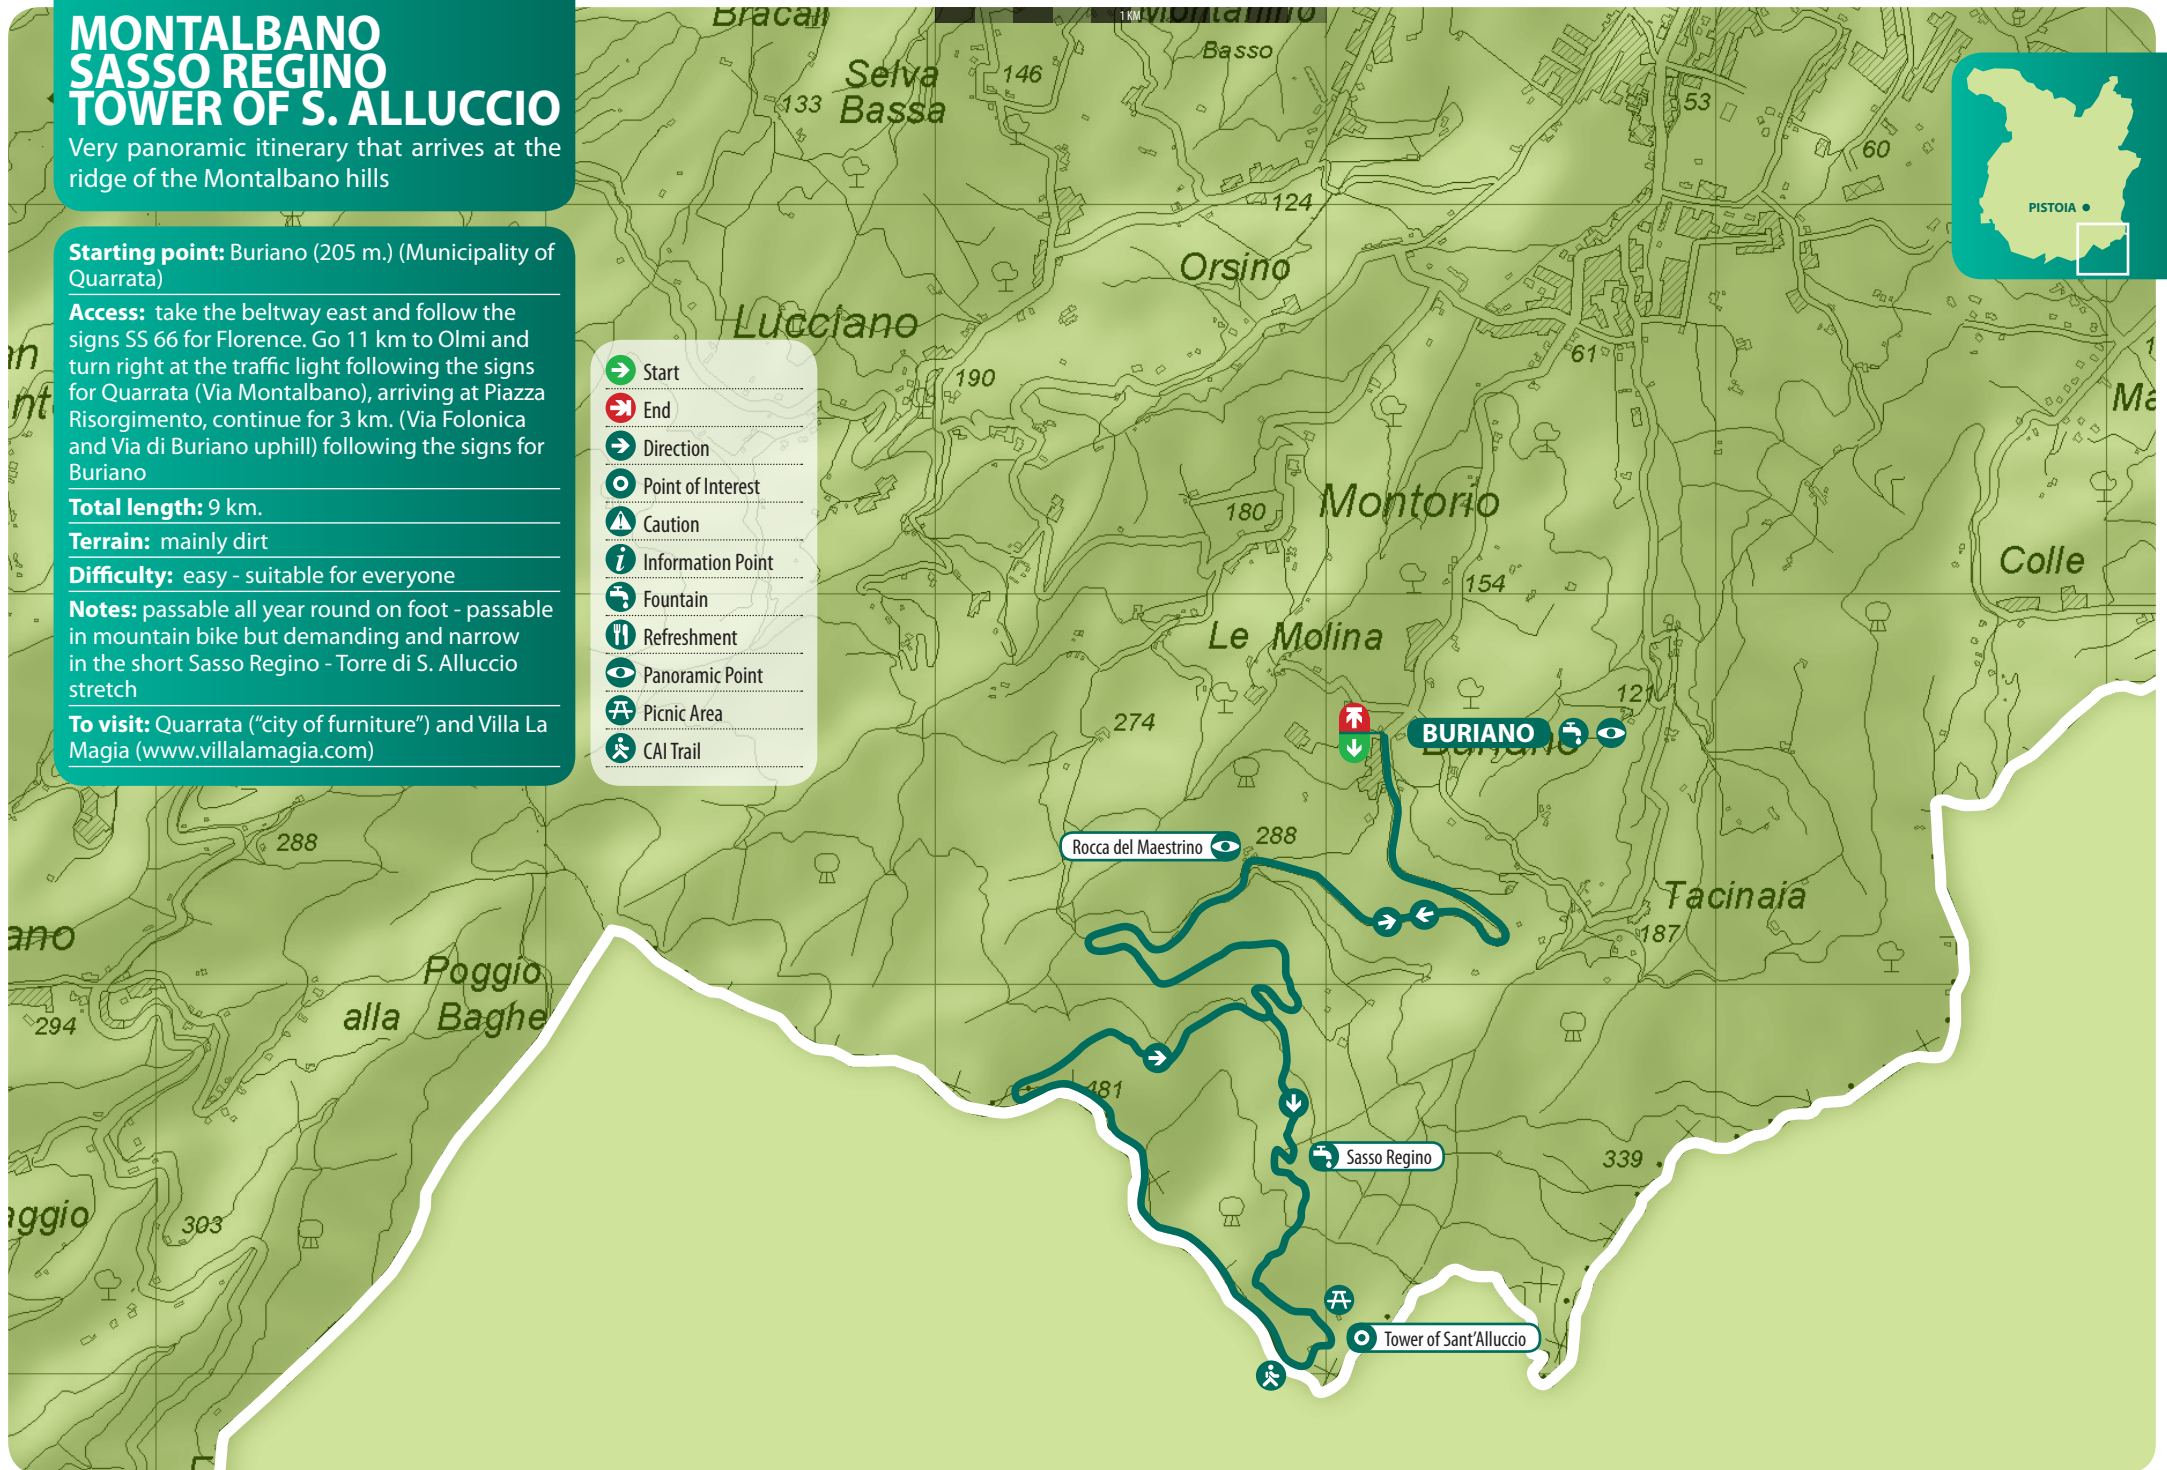 MONTALBANO
SASSO REGINO
TOWER OF S. ALLUCCIO
Very panoramic itinerary that arrives at the
ridge of the Montalbano hills
Starting point: Buriano (205 m.) (Municipality of
Quarrata)
Access: take the beltway east and follow the
signs SS 66 for Florence. Go 11 km to Olmi and
turn right at the traffic light following the signs
for Quarrata (Via Montalbano), arriving at Piazza
Risorgimento, continue for 3 km. (Via Folonica
and Via di Buriano uphill) following the signs for
Buriano
Total length: 9 km.
Terrain: mainly dirt
Difficulty: easy - suitable for everyone
Notes: passable all year round on foot - passable
in mountain bike but demanding and narrow
in the short Sasso Regino - Torre di S. Alluccio
stretch
To visit: Quarrata (“city of furniture”) and Villa La
Magia (www.villalamagia.com)
Start
End
Direction
Point of Interest
Caution
Information Point
Fountain
Refreshment
Panoramic Point
Picnic Area
CAI Trail
Bracali
1 KM
Montanino
Basso
Selva
Bassa
146
133
53
60
PISTOIA
124
Orsino
Lucciano
190
61
Ma
an
nt
180
Montorio
154
Colle
Le Molina
121
274
BURIANO
Buriano
288
Rocca del Maestrino
288
Tacinaia
187
ano
Poggio
alla Baghe
294
481
Sasso Regino
339
aggio
303
Tower of Sant'Alluccio